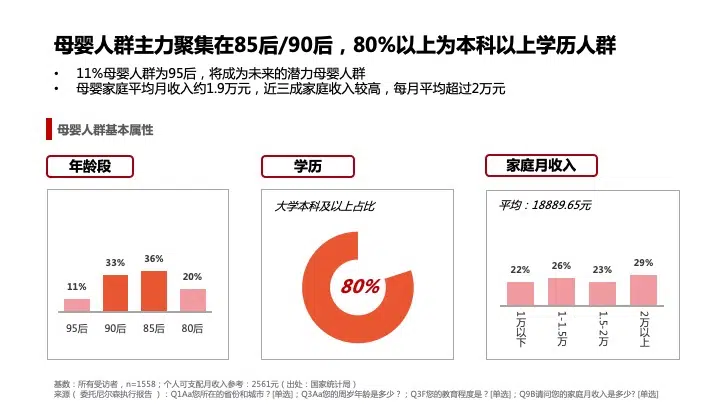 母婴人群主力聚集在85后/90后，80%以上为本科以上学历人群
• 11%母婴人群为95后，将成为未来的潜力母婴人群
• 母婴家庭平均月收入约1.9万元，近三成家庭收入较高，每月平均超过2万元
母婴人群基本属性
年龄段
11%
33%
36%
20%
95后
90后
85后
80后
学历
大学本科及以上占比
80%
家庭月收入
平均：18889.65元
22%
26%
23%
29%
1万以下
1-1.5万
1.5-2万
2万以上
基数：所有受访者，n=1558；个人可支配月收入参考：2561元（出处：国家统计局）
来源（ 委托尼尔森执行报告 ）：Q1Aa您所在的省份和城市？[单选]；Q3Aa您的周岁年龄是多少？；Q3F您的教育程度是？[单选]；Q9B请问您的家庭月收入是多少? [单选]